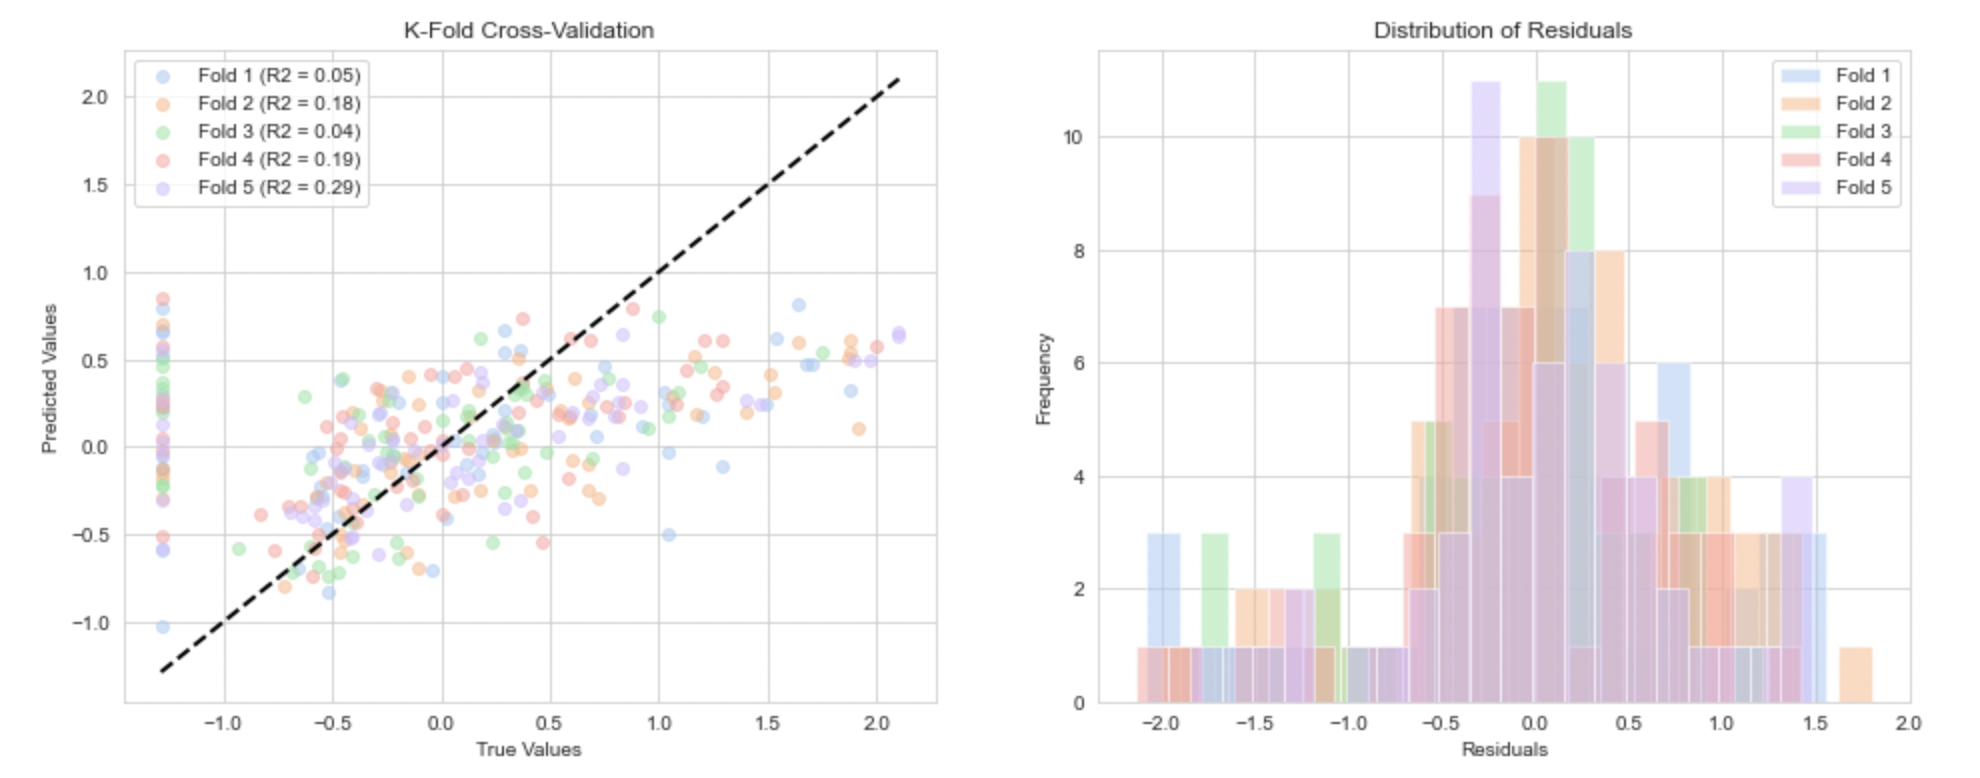 K-Fold Cross-Validation
Fold 1 (R2 = 0.05)
Fold 2 (R2 = 0.18)
Fold 3 (R2 = 0.04)
Fold 4 (R2 = 0.19)
Fold 5 (R2 = 0.29)
2.0
1.5
1.0
0.5
0.0
−0.5
−1.0
Predicted Values
−1.0 −0.5 0.0 0.5 1.0 1.5 2.0
True Values
Distribution of Residuals
Fold 1
Fold 2
Fold 3
Fold 4
Fold 5
10
8
6
4
2
0
Frequency
−2.0 −1.5 −1.0 −0.5 0.0 0.5 1.0 1.5 2.0
Residuals